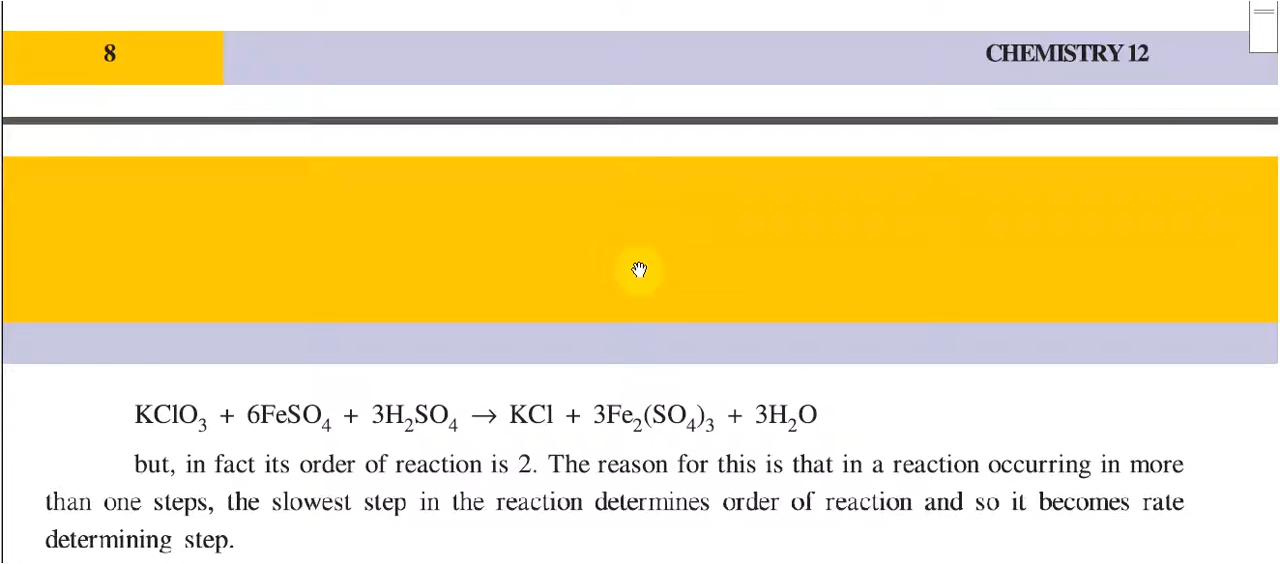 8
CHEMISTRY 12
KClO₃ + 6FeSO₄ + 3H₂SO₄ → KCl + 3Fe₂(SO₄)₃ + 3H₂O
but, in fact its order of reaction is 2. The reason for this is that in a reaction occurring in more
than one steps, the slowest step in the reaction determines order of reaction and so it becomes rate
determining step.